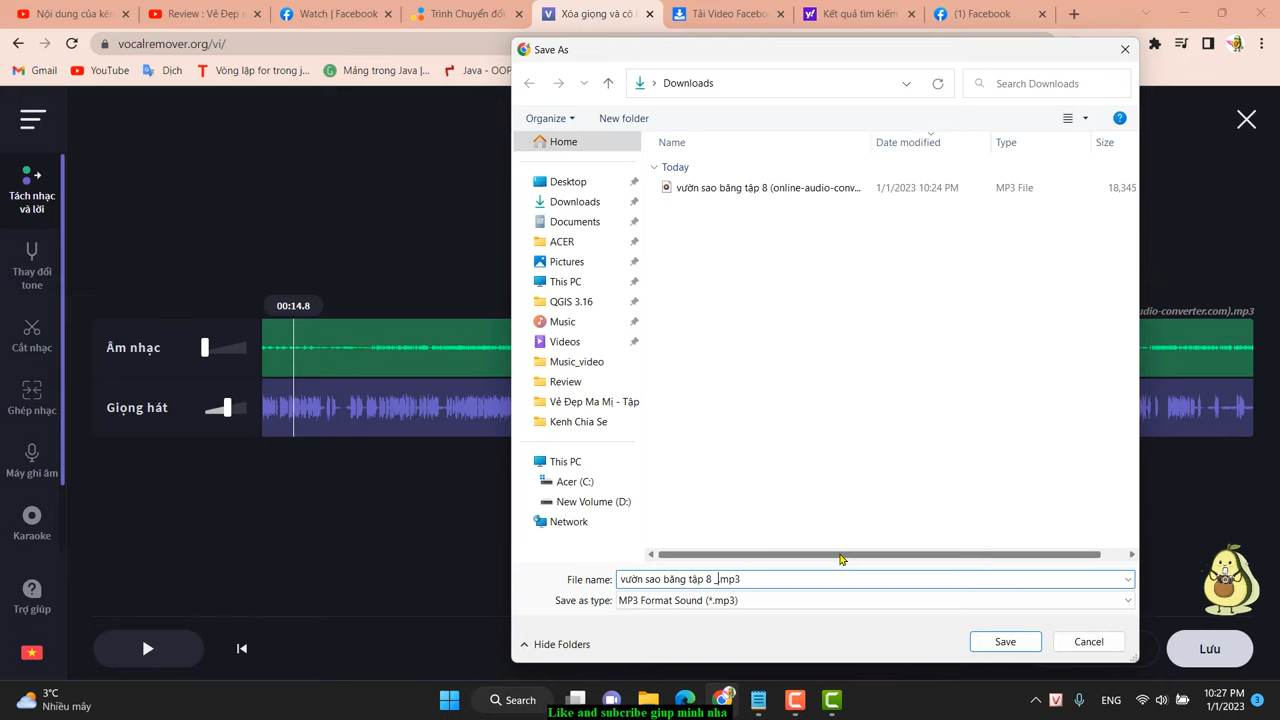 Nội dung của kên
Facebook
Watch | Facebook
Trình Chuyển đổi
Xóa giọng và cô l
Tải Video Facebo
Kết quả tìm kiếm
(1) Facebook
Review : Vẻ Đẹp r
vocalremover.org/vi/
Gmail
YouTube
Dịch
Vòng lặp for trong j...
Mảng trong Java |...
Java - OOP
Save As
Downloads
Search Downloads
Organize
New folder
Name
Date modified
Type
Size
Home
Today
vườn sao băng tập 8 (online-audio-conv...
1/1/2023 10:24 PM
MP3 File
18,345
Desktop
Downloads
Documents
ACER
Pictures
This PC
QGIS 3.16
Music
Videos
Music_video
Review
Vẻ Đẹp Ma Mị - Tập
Kenh Chia Se
This PC
Acer (C:)
New Volume (D:)
Network
File name:
vườn sao băng tập 8 _.mp3
Save as type:
MP3 Format Sound (*.mp3)
Hide Folders
Save
Cancel
Tách nhạc
và lời
Thay đổi
tone
Cắt nhạc
Ghép nhạc
Máy ghi âm
Karaoke
Trợ giúp
00:14.8
Âm nhạc
Giọng hát
udio-converter.com).mp3
Lưu
3°C
Nhiều mây
Search
ENG
10:27 PM
1/1/2023
3
Like and subcribe giup minh nha